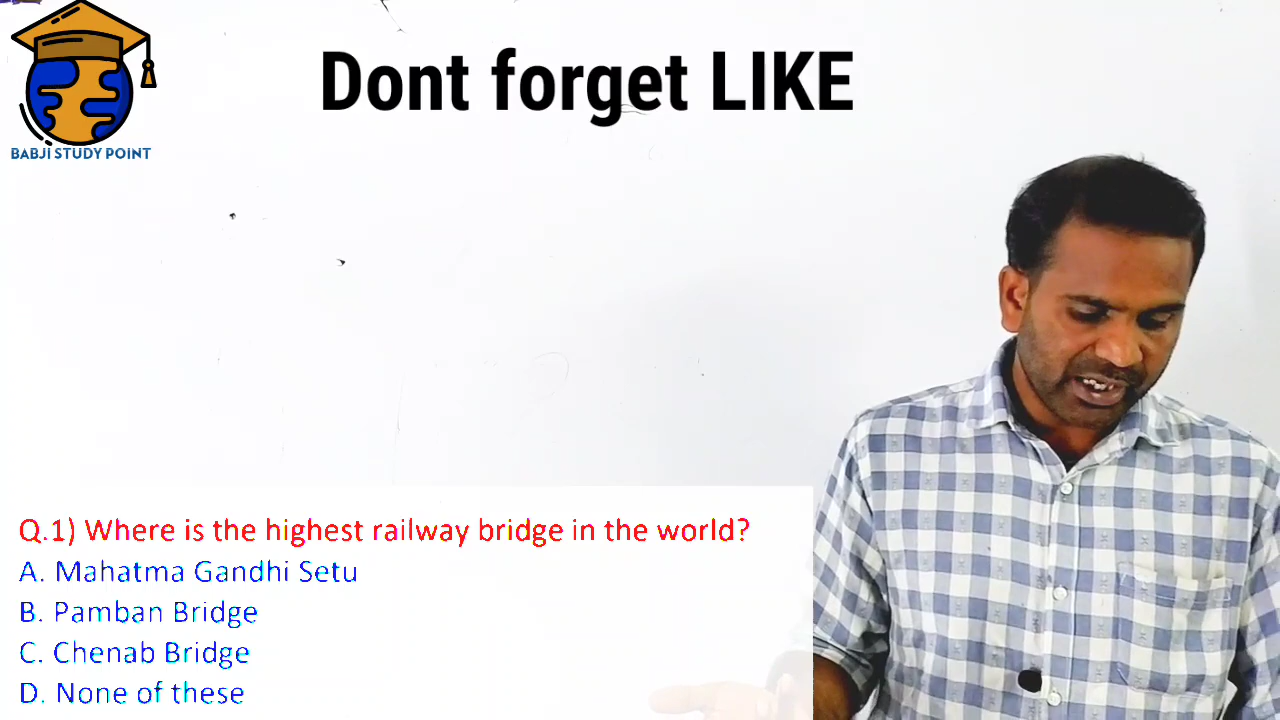 Dont forget LIKE
BABJI STUDY POINT
Q.1) Where is the highest railway bridge in the world?
A. Mahatma Gandhi Setu
B. Pamban Bridge
C. Chenab Bridge
D. None of these